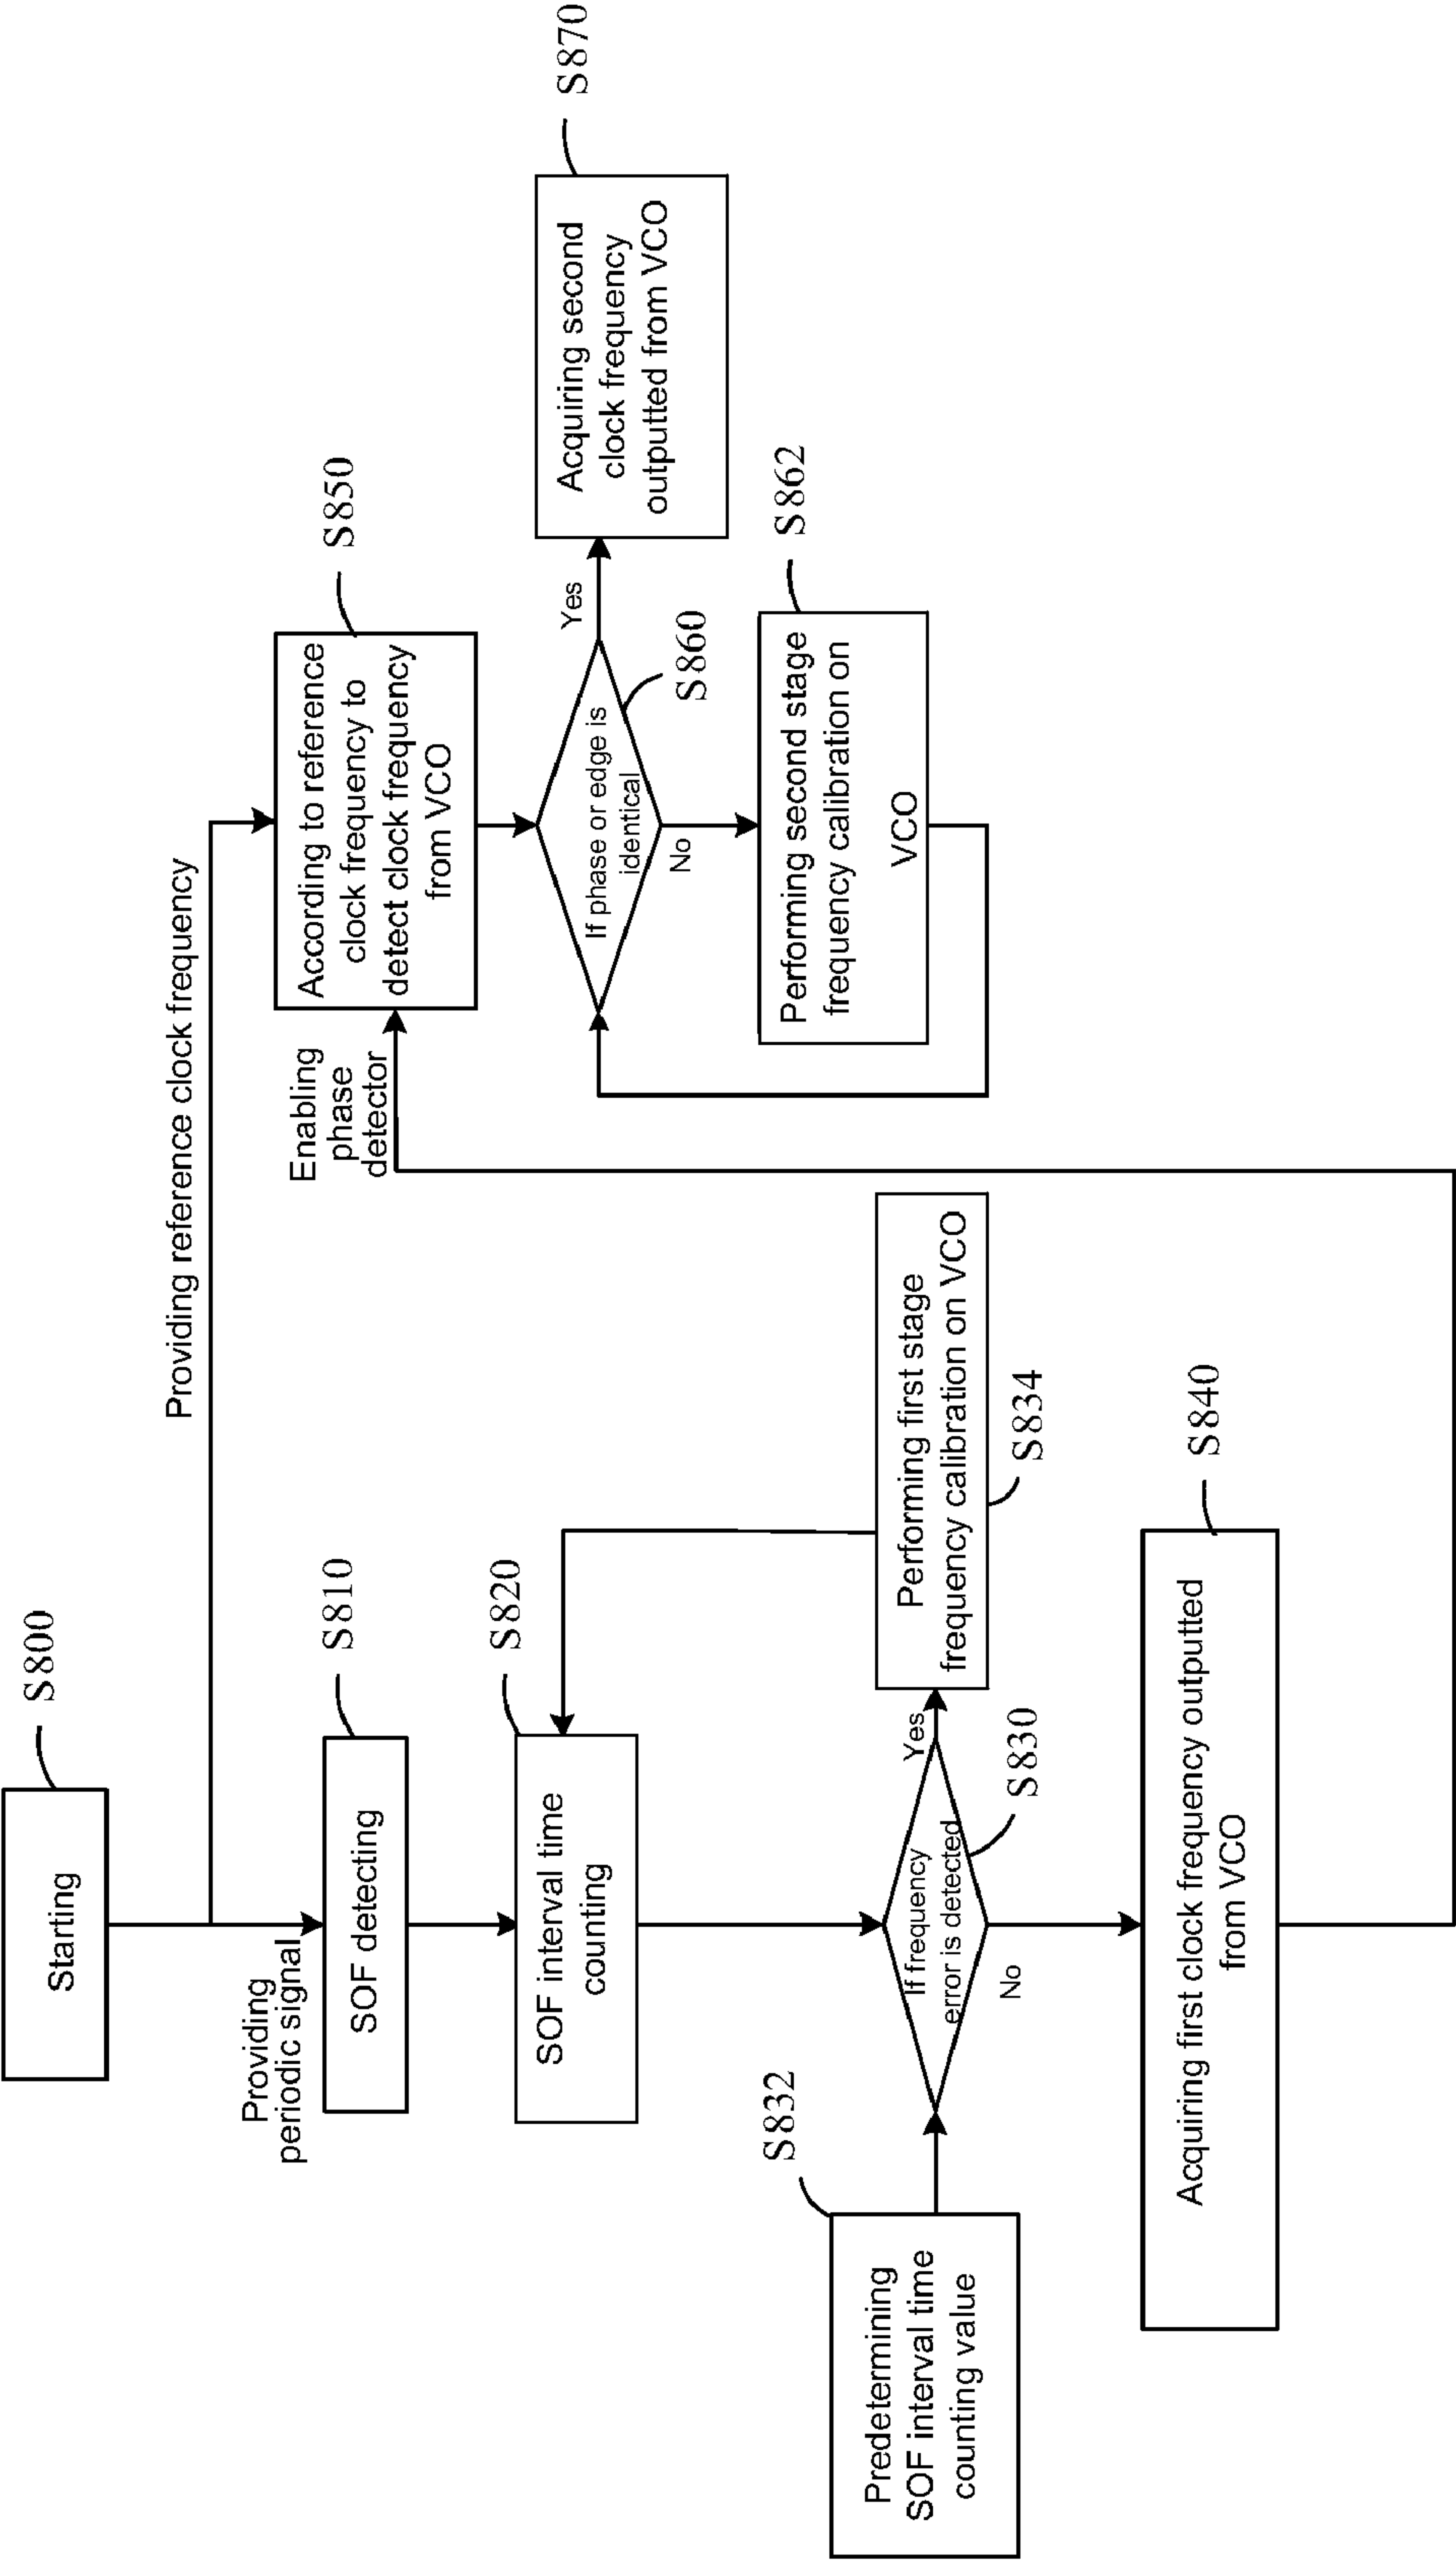 S800
Starting
Providing reference clock frequency
Providing
periodic signal
S810
SOF detecting
S820
SOF interval time
counting
S832
Predetermining
SOF interval time
counting value
If frequency
error is detected
S830
Yes
No
Performing first stage
frequency calibration on VCO
S834
S840
Acquiring first clock frequency outputted
from VCO
Enabling
phase
detector
S850
According to reference
clock frequency to
detect clock frequency
from VCO
If phase or edge is
identical
S860
Yes
No
S862
Performing second stage
frequency calibration on
VCO
S870
Acquiring second
clock frequency
outputted from VCO